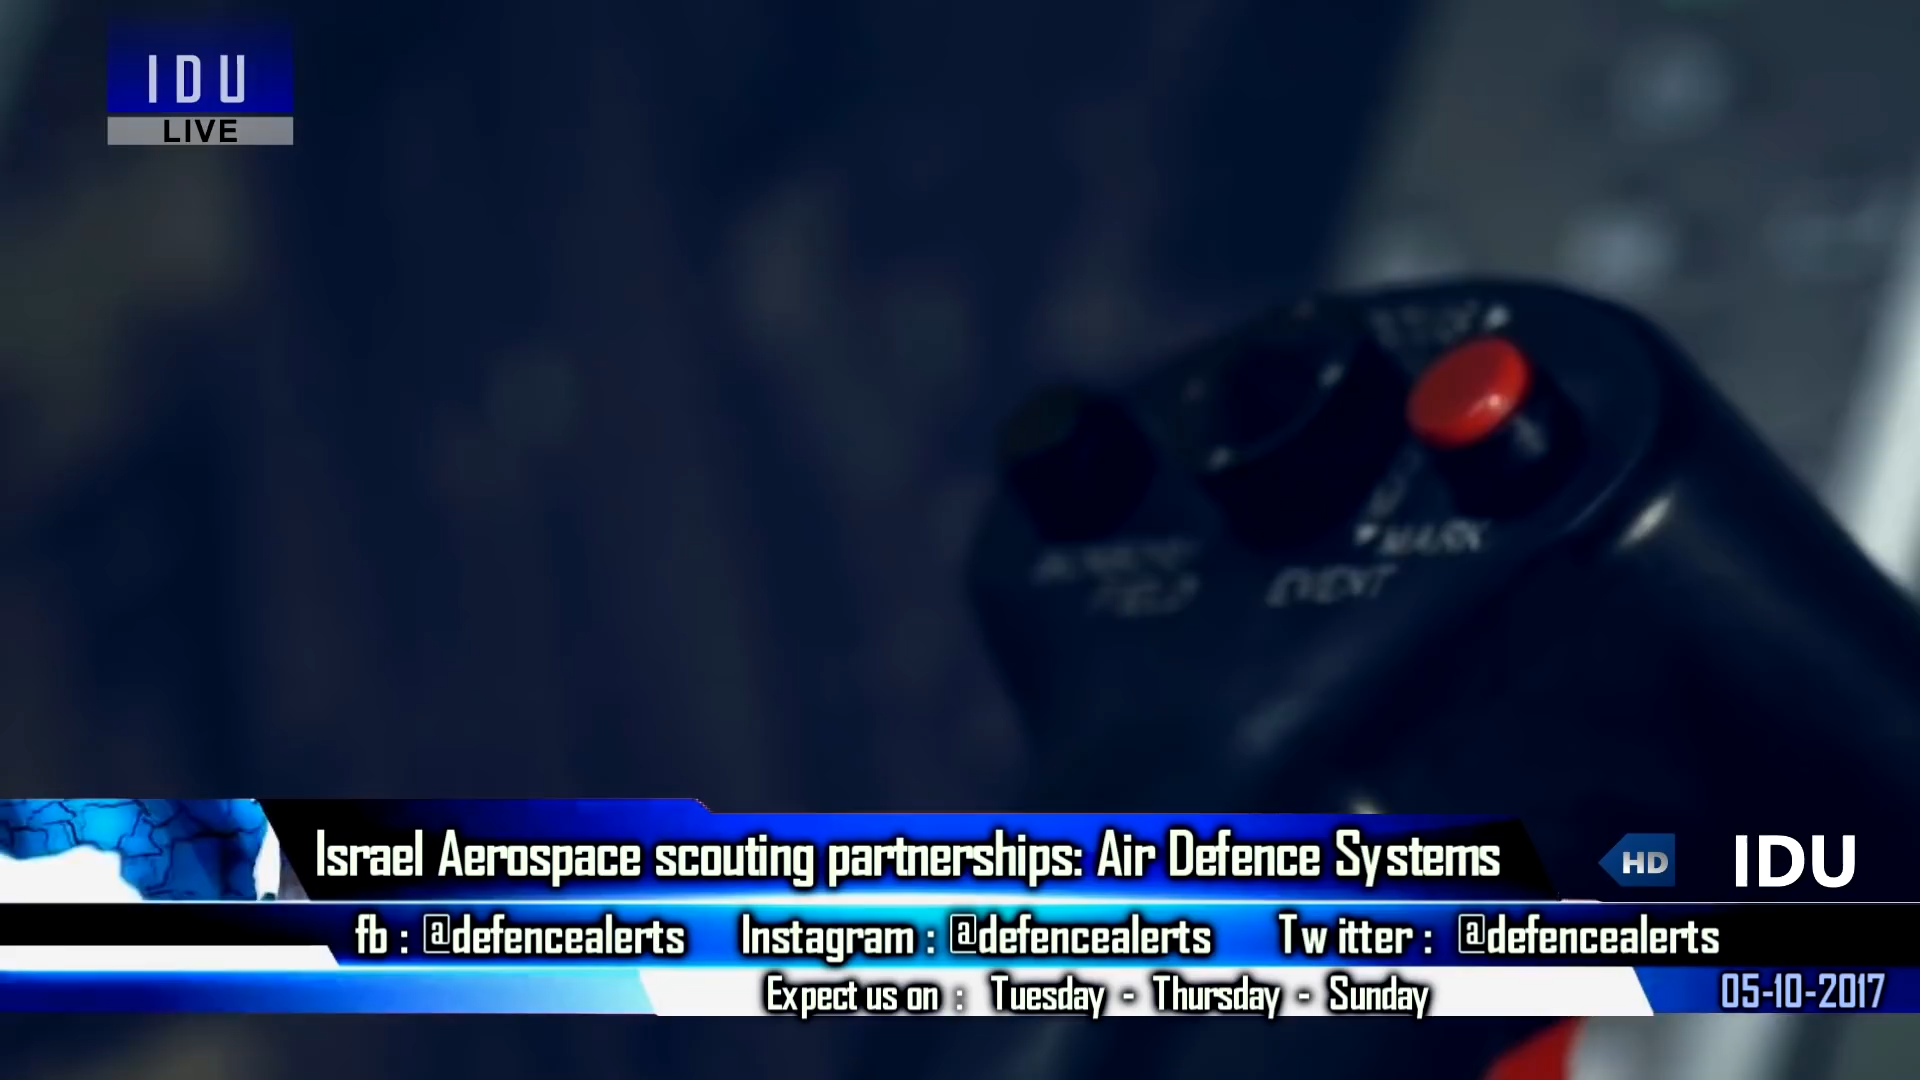 IDU
LIVE
FIELD
EVENT
MARK
Israel Aerospace scouting partnerships: Air Defence Systems
HD
IDU
fb : @defencealerts Instagram : @defencealerts Twitter : @defencealerts
Expect us on : Tuesday - Thursday - Sunday
05-10-2017